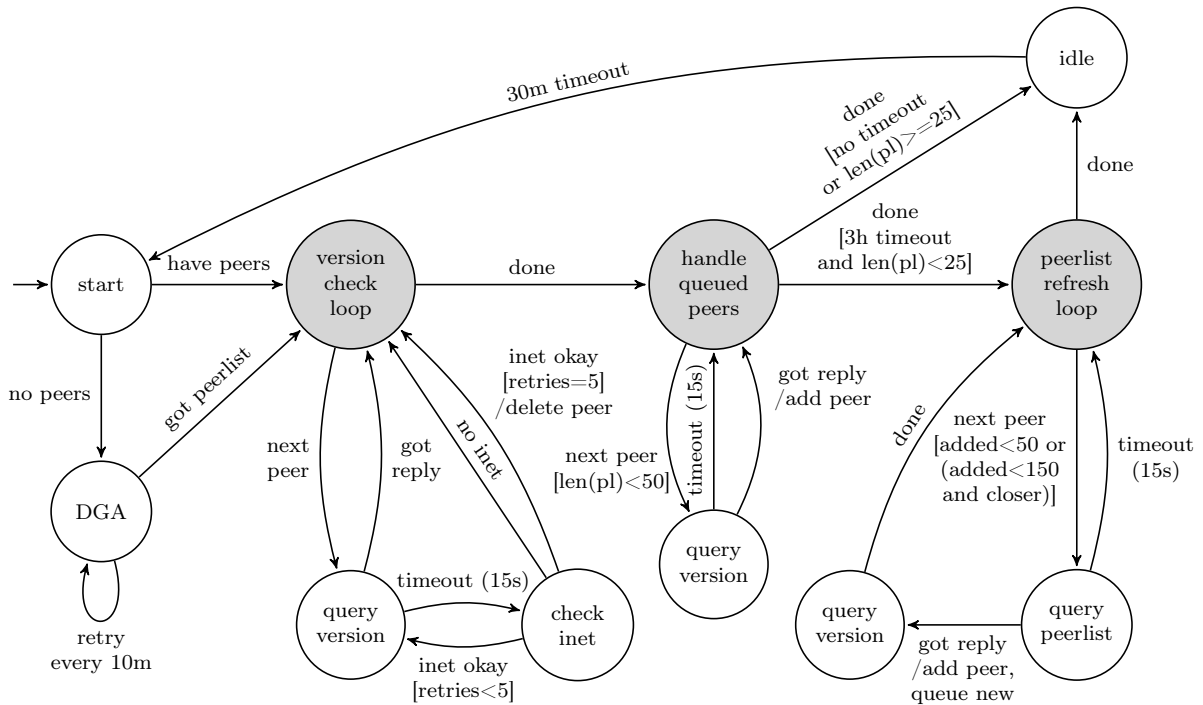 idle
30m timeout
done
[no timeout
or len(pl)>=25]
done
start
have peers
version
check
loop
done
handle
queued
peers
done
[3h timeout
and len(pl)<25]
peerlist
refresh
loop
no peers
got peerlist
DGA
retry
every 10m
next
peer
got
reply
no inet
inet okay
[retries=5]
/delete peer
query
version
timeout (15s)
check
inet
inet okay
[retries<5]
next peer
[len(pl)<50]
timeout (15s)
got reply
/add peer
query
version
done
next peer
[added<50 or
(added<150
and closer)]
timeout
(15s)
query
version
query
peerlist
got reply
/add peer,
queue new